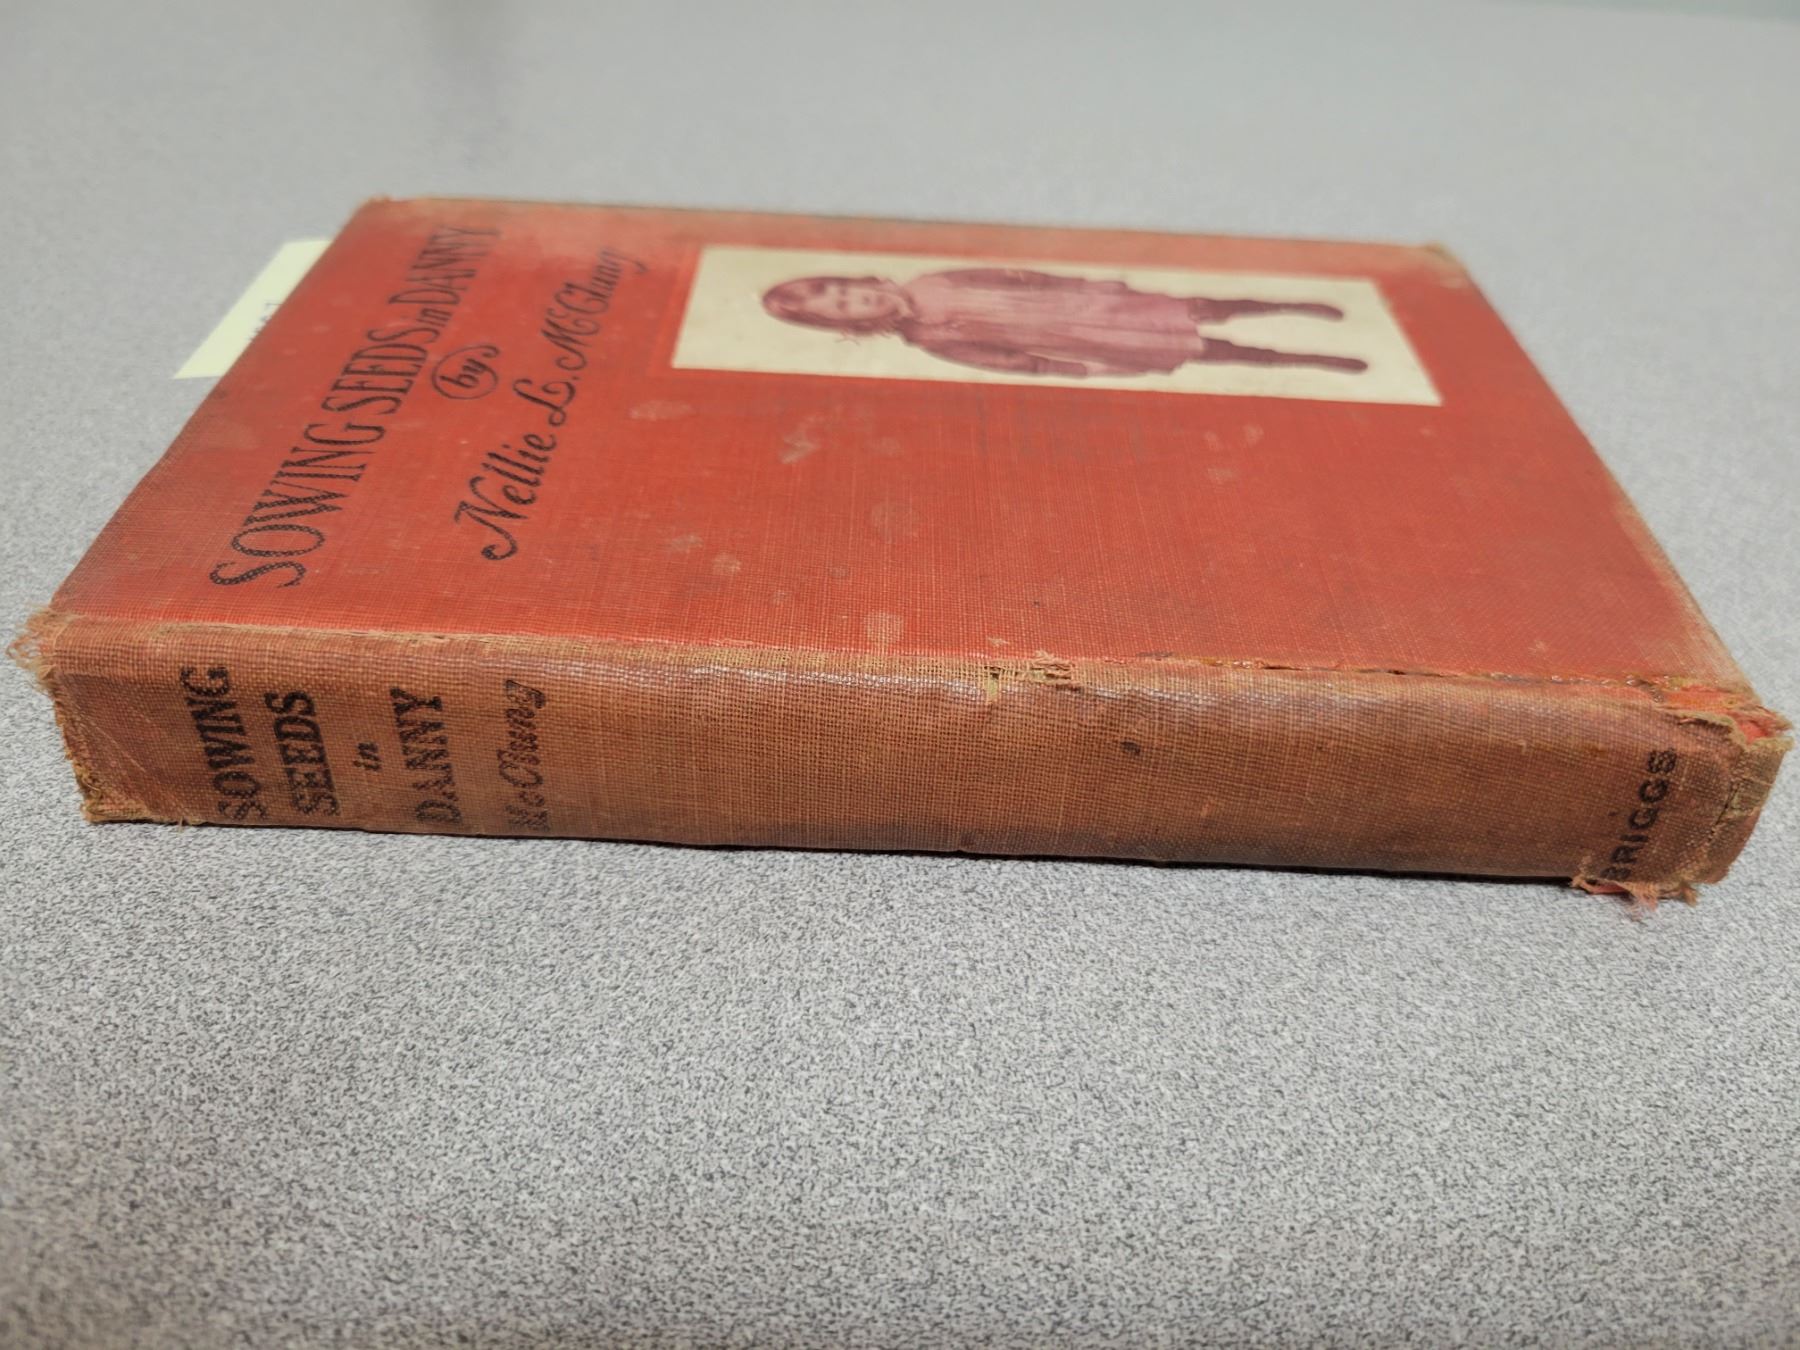 SOWING SEEDS in DANNY
by
Nellie L. McClung
SOWING
SEEDS
in
DANNY
McClung
BRIGGS